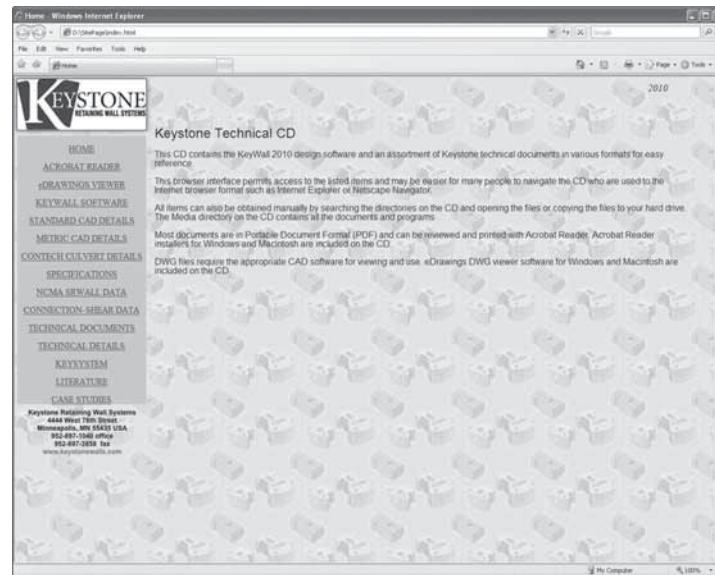 Home - Windows Internet Explorer
D:\SitePage\index.html
Google
File Edit View Favorites Tools Help
Home
Page Tools
KEYSTONE
RETAINING WALL SYSTEMS
2010
HOME
ACROBAT READER
eDRAWINGS VIEWER
KEYWALL SOFTWARE
STANDARD CAD DETAILS
METRIC CAD DETAILS
CONTECH CULVERT DETAILS
SPECIFICATIONS
NCMA SRWALL DATA
CONNECTION-SHEAR DATA
TECHNICAL DOCUMENTS
TECHNICAL DETAILS
KEYSYSTEM
LITERATURE
CASE STUDIES
Keystone Retaining Wall Systems
4444 West 78th Street
Minneapolis, MN 55435 USA
952-897-1040 office
952-897-3858 fax
www.keystonewalls.com
Keystone Technical CD
This CD contains the KeyWall 2010 design software and an assortment of Keystone technical documents in various formats for easy
reference.
This browser interface permits access to the listed items and may be easier for many people to navigate the CD who are used to the
Internet browser format such as Internet Explorer or Netscape Navigator.
All items can also be obtained manually by searching the directories on the CD and opening the files or copying the files to your hard drive.
The Media directory on the CD contains all the documents and programs
Most documents are in Portable Document Format (PDF) and can be reviewed and printed with Acrobat Reader. Acrobat Reader
installers for Windows and Macintosh are included on the CD.
DWG files require the appropriate CAD software for viewing and use. eDrawings DWG viewer software for Windows and Macintosh are
included on the CD.
My Computer
100%